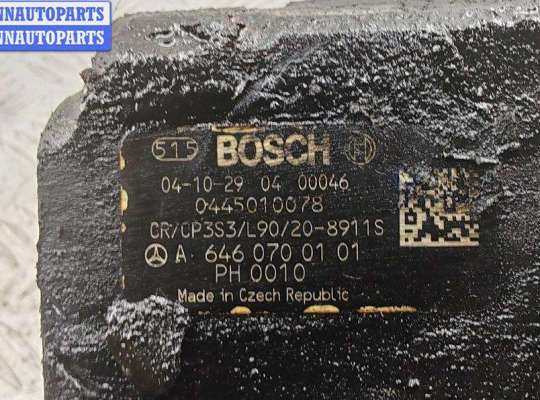 NNAUTOPARTS
NNAUTOPARTS
515 BOSCH
04-10-29 04 00046
0445010078
CR/CP3S3/L90/20-8911S
A 646 070 01 01
PH 0010
Made in Czech Republic